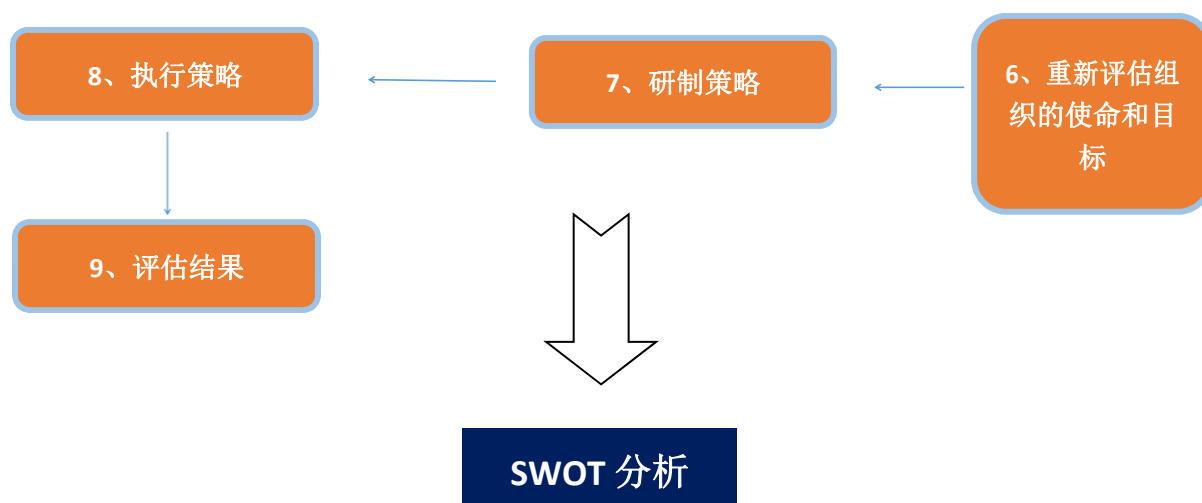 8、执行策略
7、研制策略
6、重新评估组
织的使命和目
标
9、评估结果
SWOT 分析